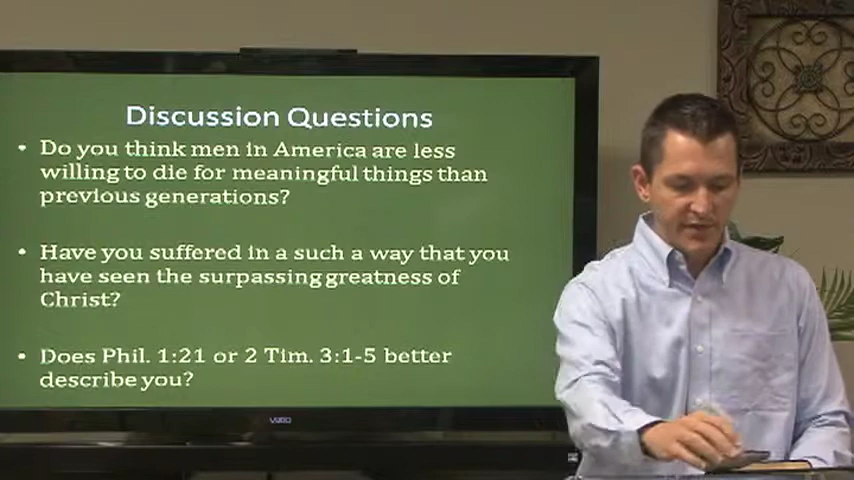 Discussion Questions
• Do you think men in America are less
willing to die for meaningful things than
previous generations?
• Have you suffered in a such a way that you
have seen the surpassing greatness of
Christ?
• Does Phil. 1:21 or 2 Tim. 3:1-5 better
describe you?
VIZIO